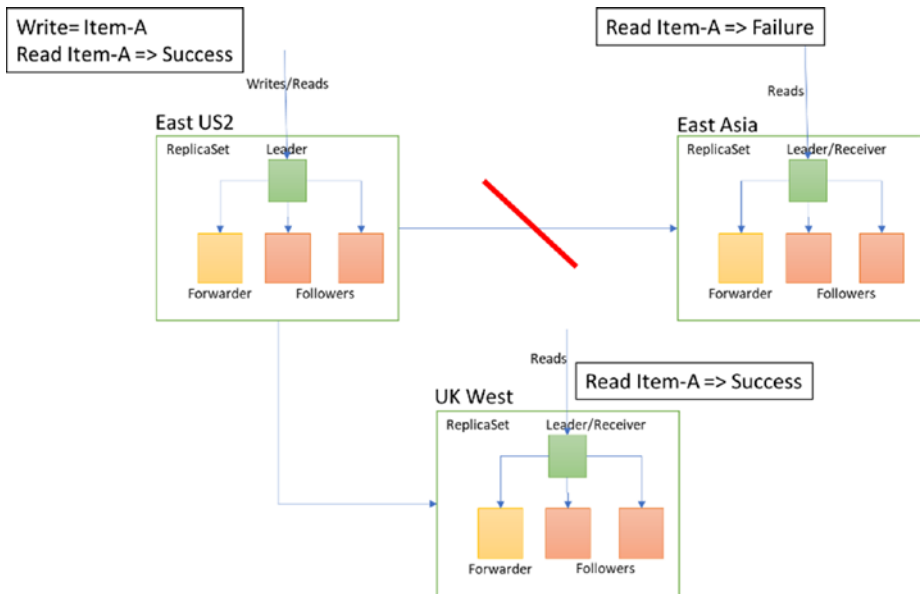 Write= Item-A
Read Item-A => Success
Writes/Reads
East US2
ReplicaSet Leader
Forwarder Followers
Read Item-A => Failure
Reads
East Asia
ReplicaSet Leader/Receiver
Forwarder Followers
Reads
Read Item-A => Success
UK West
ReplicaSet Leader/Receiver
Forwarder Followers